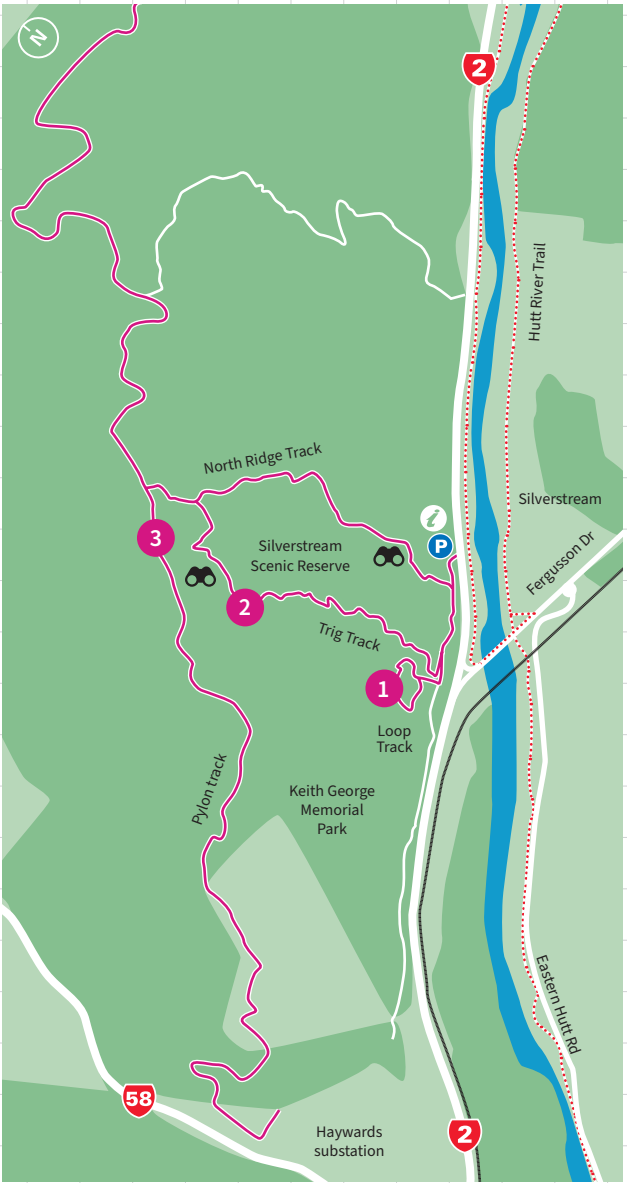 N
2
Hutt River Trail
North Ridge Track
Silverstream
i
P
3
Silverstream
Scenic Reserve
Fergusson Dr
2
Trig Track
1
Loop
Track
Pylon track
Keith George
Memorial
Park
Eastern Hutt Rd
58
2
Haywards
substation